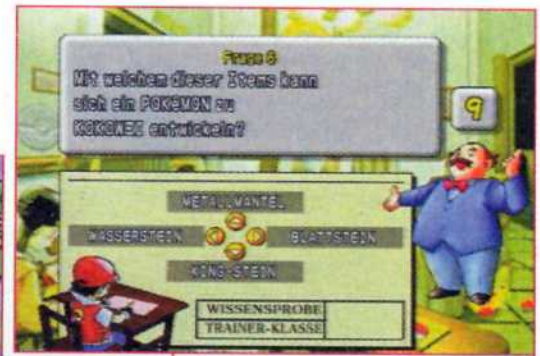 Frage 6
Mit welchem dieser Items kann
sich ein POKéMON zu
KOKOWEI entwickeln?
9
METALLMANTEL
WASSERSTEIN
BLATTSTEIN
KING-STEIN
WISSENSPROBE
TRAINER-KLASSE